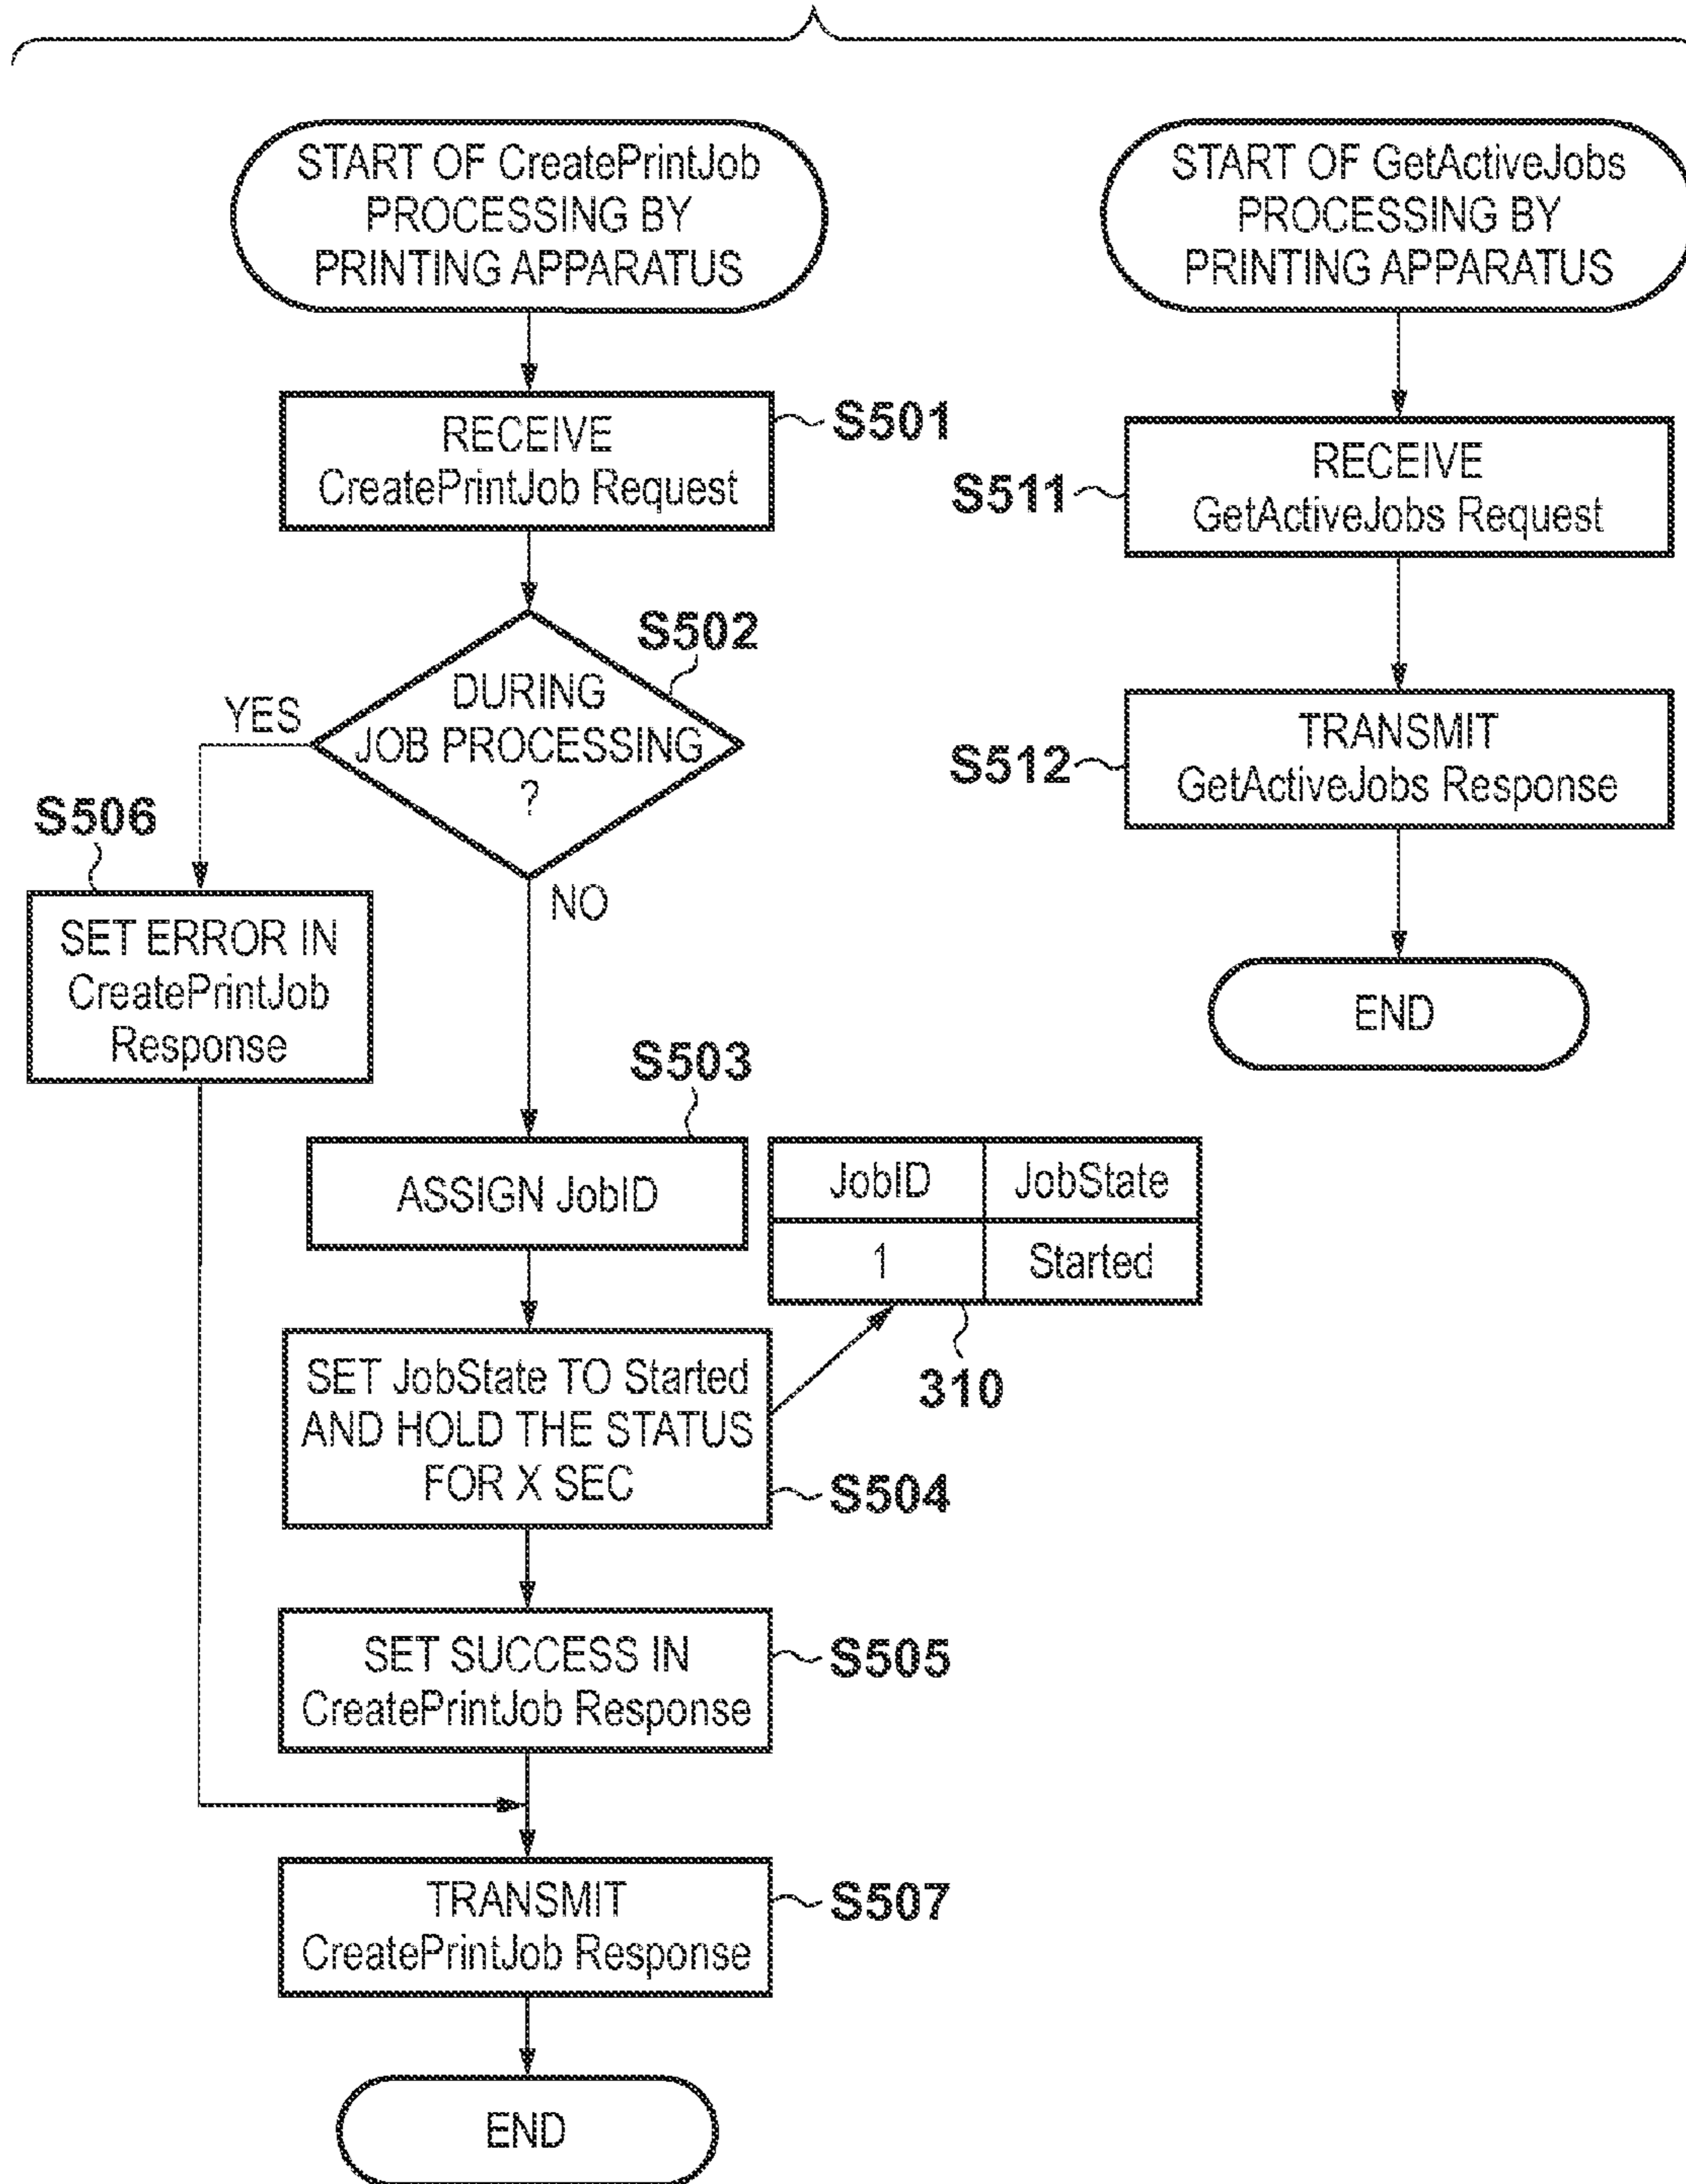 START OF CreatePrintJob
PROCESSING BY
PRINTING APPARATUS
RECEIVE
CreatePrintJob Request
S501
DURING
JOB PROCESSING
?
S502
YES
NO
S506
SET ERROR IN
CreatePrintJob
Response
S503
ASSIGN JobID
JobID
JobState
1
Started
310
SET JobState TO Started
AND HOLD THE STATUS
FOR X SEC
S504
SET SUCCESS IN
CreatePrintJob Response
S505
TRANSMIT
CreatePrintJob Response
S507
END
START OF GetActiveJobs
PROCESSING BY
PRINTING APPARATUS
S511
RECEIVE
GetActiveJobs Request
S512
TRANSMIT
GetActiveJobs Response
END